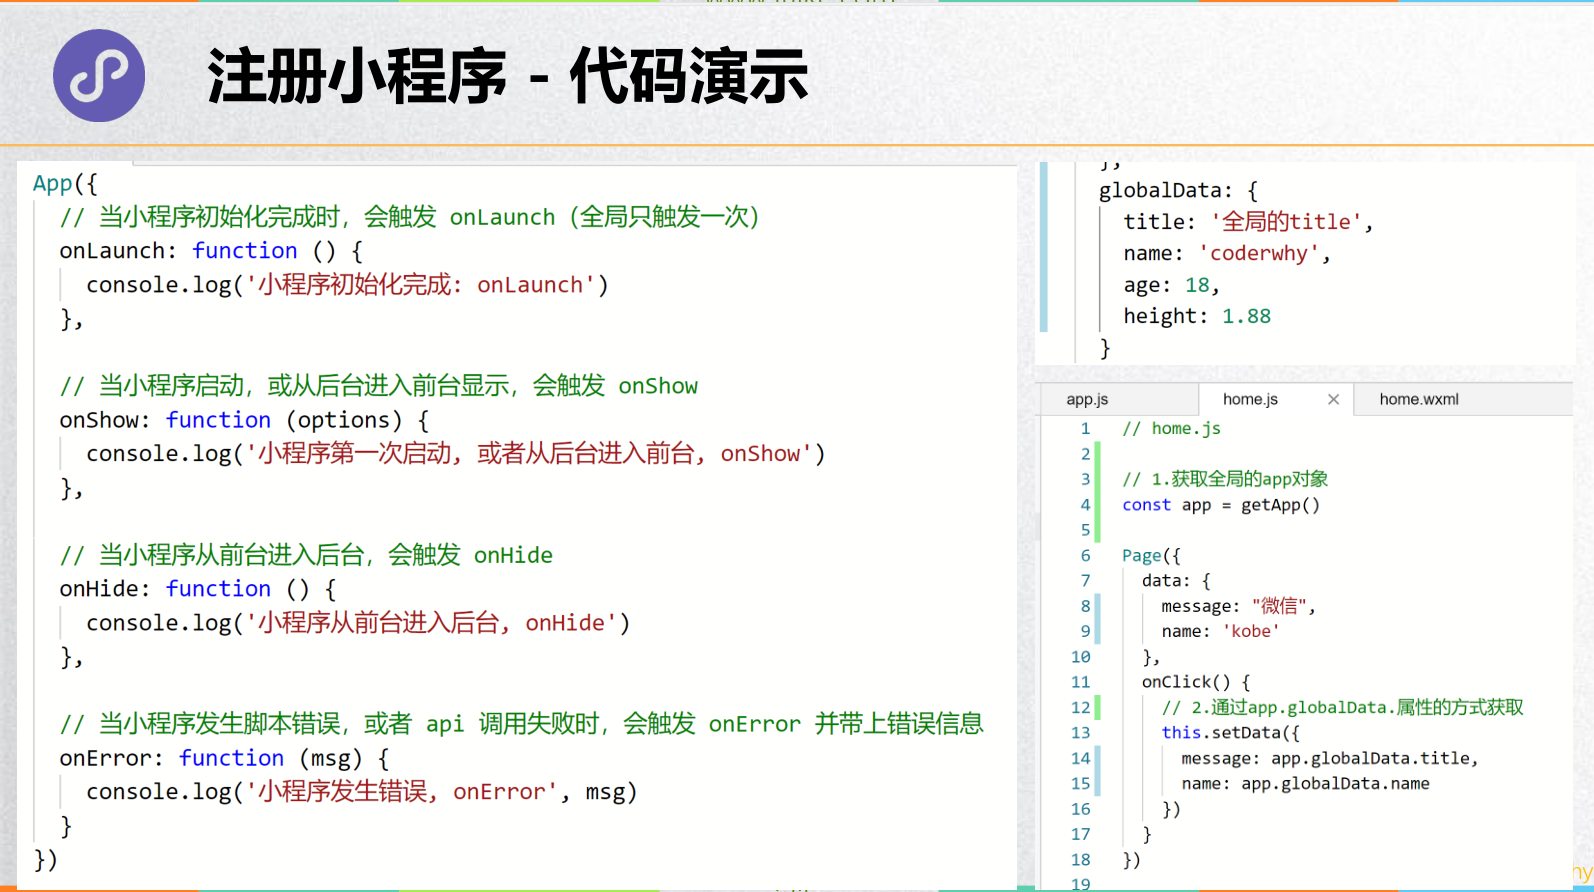 注册小程序 - 代码演示
App({
// 当小程序初始化完成时，会触发 onLaunch（全局只触发一次）
onLaunch: function () {
console.log('小程序初始化完成: onLaunch')
},
// 当小程序启动，或从后台进入前台显示，会触发 onShow
onShow: function (options) {
console.log('小程序第一次启动, 或者从后台进入前台, onShow')
},
// 当小程序从前台进入后台，会触发 onHide
onHide: function () {
console.log('小程序从前台进入后台, onHide')
},
// 当小程序发生脚本错误，或者 api 调用失败时，会触发 onError 并带上错误信息
onError: function (msg) {
console.log('小程序发生错误, onError', msg)
}
})
},
globalData: {
title: '全局的title',
name: 'coderwhy',
age: 18,
height: 1.88
}
app.js home.js × home.wxml
1 // home.js
2
3 // 1.获取全局的app对象
4 const app = getApp()
5
6 Page({
7 data: {
8 message: "微信",
9 name: 'kobe'
10 },
11 onClick() {
12 // 2.通过app.globalData.属性的方式获取
13 this.setData({
14 message: app.globalData.title,
15 name: app.globalData.name
16 })
17 }
18 })
19